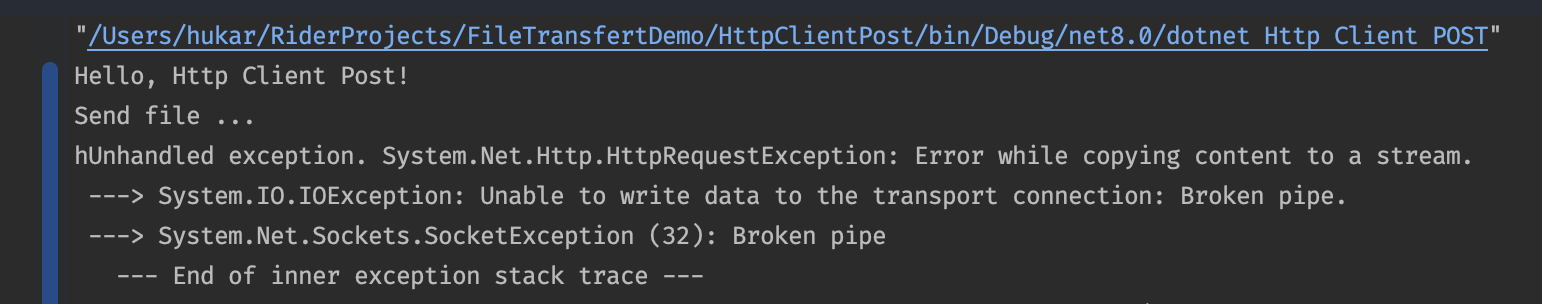 "/Users/hukar/RiderProjects/FileTransfertDemo/HttpClientPost/bin/Debug/net8.0/dotnet Http Client POST"
Hello, Http Client Post!
Send file ...
hUnhandled exception. System.Net.Http.HttpRequestException: Error while copying content to a stream.
 ---> System.IO.IOException: Unable to write data to the transport connection: Broken pipe.
 ---> System.Net.Sockets.SocketException (32): Broken pipe
   --- End of inner exception stack trace ---